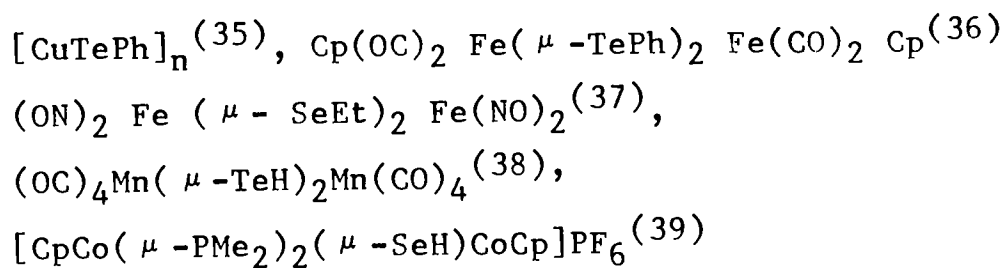 [CuTePh]n(35), Cp(OC)2 Fe( μ -TePh)2 Fe(CO)2 Cp(36)
(ON)2 Fe ( μ - SeEt)2 Fe(NO)2(37),
(OC)4Mn( μ -TeH)2Mn(CO)4(38),
[CpCo( μ -PMe2)2( μ -SeH)CoCp]PF6(39)